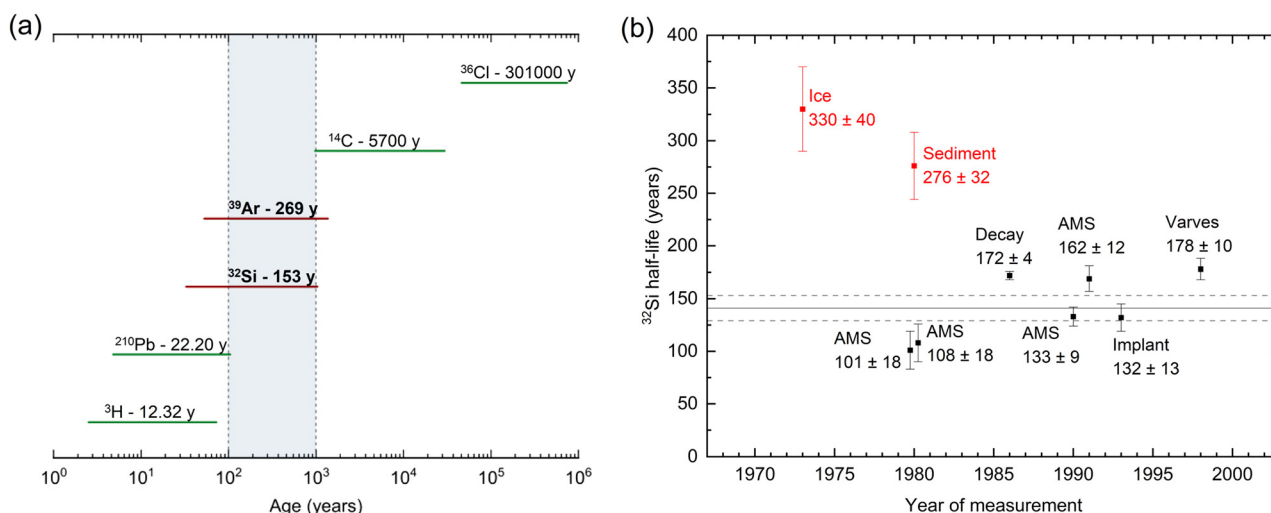 (a)
³⁶Cl - 301000 y
¹⁴C - 5700 y
³⁹Ar - 269 y
³²Si - 153 y
²¹⁰Pb - 22.20 y
³H - 12.32 y
10⁰ 10¹ 10² 10³ 10⁴ 10⁵ 10⁶
Age (years)
(b)
³²Si half-life (years)
400
350
300
250
200
150
100
50
0
Ice
330 ± 40
Sediment
276 ± 32
Decay
172 ± 4
AMS
162 ± 12
Varves
178 ± 10
AMS
101 ± 18
AMS
108 ± 18
AMS
133 ± 9
Implant
132 ± 13
1970 1975 1980 1985 1990 1995 2000
Year of measurement